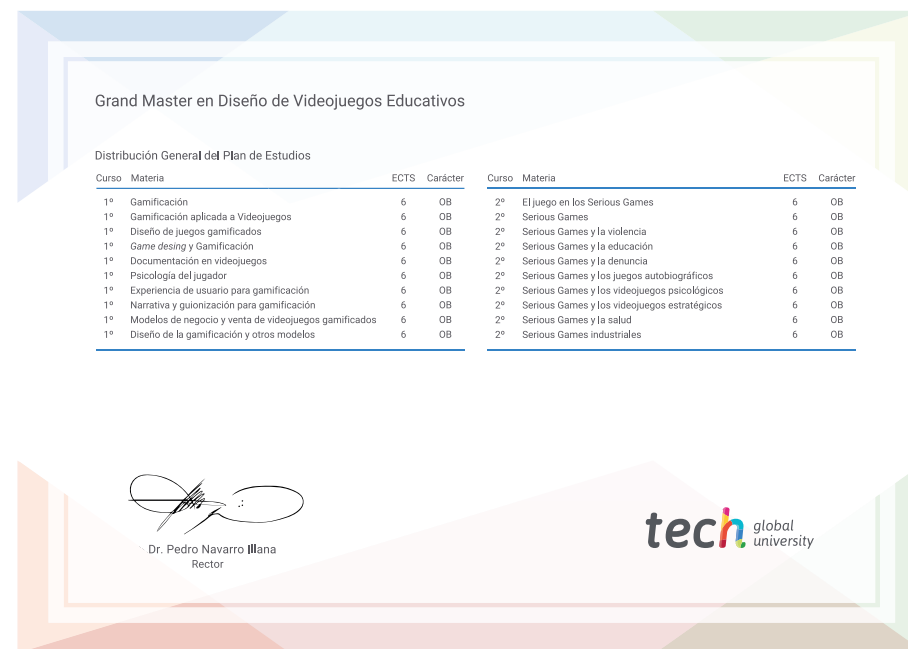 Grand Master en Diseño de Videojuegos Educativos
Distribución General del Plan de Estudios
Curso Materia ECTS Carácter
1º Gamificación 6 OB
1º Gamificación aplicada a Videojuegos 6 OB
1º Diseño de juegos gamificados 6 OB
1º Game desing y Gamificación 6 OB
1º Documentación en videojuegos 6 OB
1º Psicología del jugador 6 OB
1º Experiencia de usuario para gamificación 6 OB
1º Narrativa y guionización para gamificación 6 OB
1º Modelos de negocio y venta de videojuegos gamificados 6 OB
1º Diseño de la gamificación y otros modelos 6 OB
Curso Materia ECTS Carácter
2º El juego en los Serious Games 6 OB
2º Serious Games 6 OB
2º Serious Games y la violencia 6 OB
2º Serious Games y la educación 6 OB
2º Serious Games y la denuncia 6 OB
2º Serious Games y los juegos autobiográficos 6 OB
2º Serious Games y los videojuegos psicológicos 6 OB
2º Serious Games y los videojuegos estratégicos 6 OB
2º Serious Games y la salud 6 OB
2º Serious Games industriales 6 OB
Dr. Pedro Navarro Illana
Rector
tech global
university